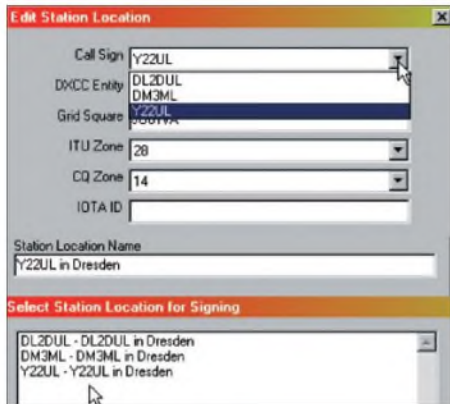 Edit Station Location
Call Sign Y22UL
DXCC Entity
DL2DUL
DM3ML
Y22UL
Grid Square
ITU Zone 28
CQ Zone 14
IOTA ID
Station Location Name
Y22UL in Dresden
Select Station Location for Signing
DL2DUL - DL2DUL in Dresden
DM3ML - DM3ML in Dresden
Y22UL - Y22UL in Dresden